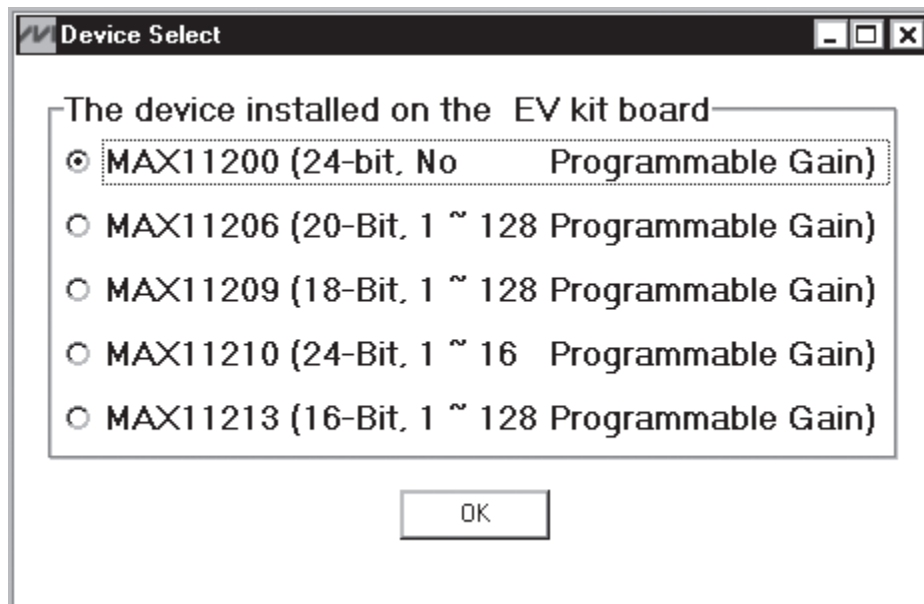 Device Select
The device installed on the EV kit board
MAX11200 (24-bit, No Programmable Gain)
MAX11206 (20-Bit, 1 ~ 128 Programmable Gain)
MAX11209 (18-Bit, 1 ~ 128 Programmable Gain)
MAX11210 (24-Bit, 1 ~ 16 Programmable Gain)
MAX11213 (16-Bit, 1 ~ 128 Programmable Gain)
OK